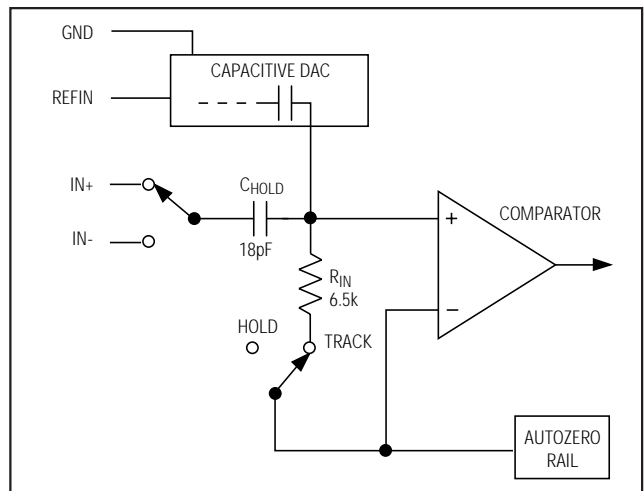 GND
CAPACITIVE DAC
REFIN
IN+
CHOLD
IN-
18pF
COMPARATOR
+
RIN
6.5k
−
HOLD
TRACK
AUTOZERO
RAIL